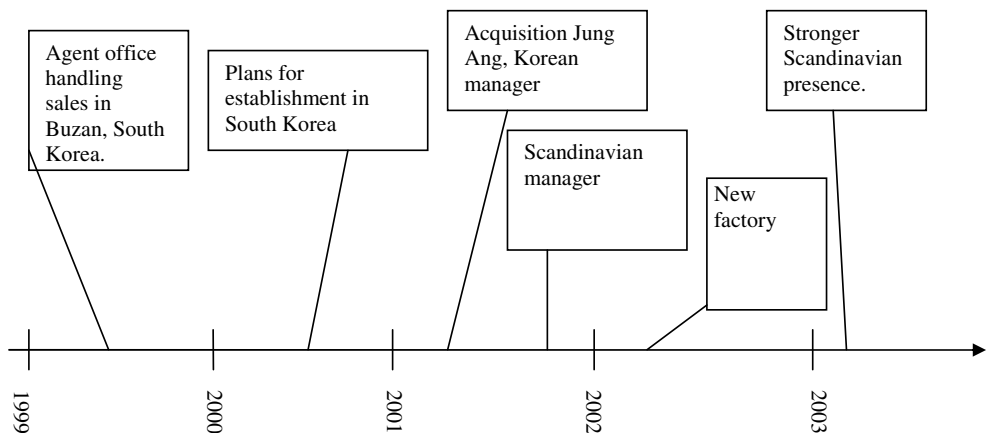 Agent office
handling
sales in
Buzan, South
Korea.
Plans for
establishment in
South Korea
Acquisition Jung
Ang, Korean
manager
Scandinavian
manager
New
factory
Stronger
Scandinavian
presence.
1999
2000
2001
2002
2003